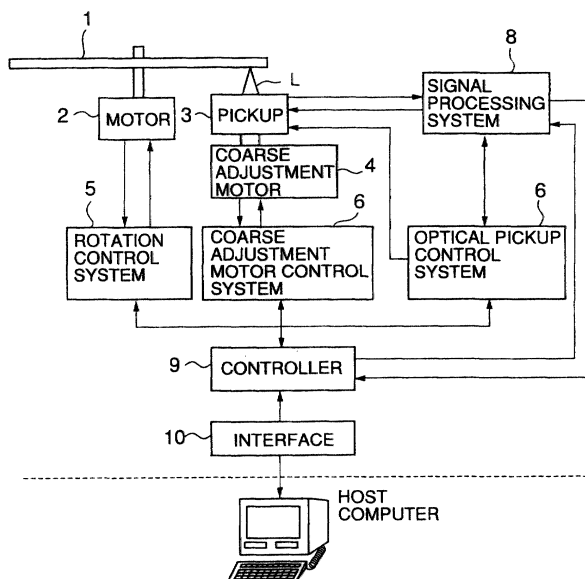 1
8
L
2
MOTOR
3
PICKUP
SIGNAL
PROCESSING
SYSTEM
COARSE
ADJUSTMENT
MOTOR
4
5
6
6
ROTATION
CONTROL
SYSTEM
COARSE
ADJUSTMENT
MOTOR CONTROL
SYSTEM
OPTICAL PICKUP
CONTROL
SYSTEM
9
CONTROLLER
10
INTERFACE
HOST
COMPUTER